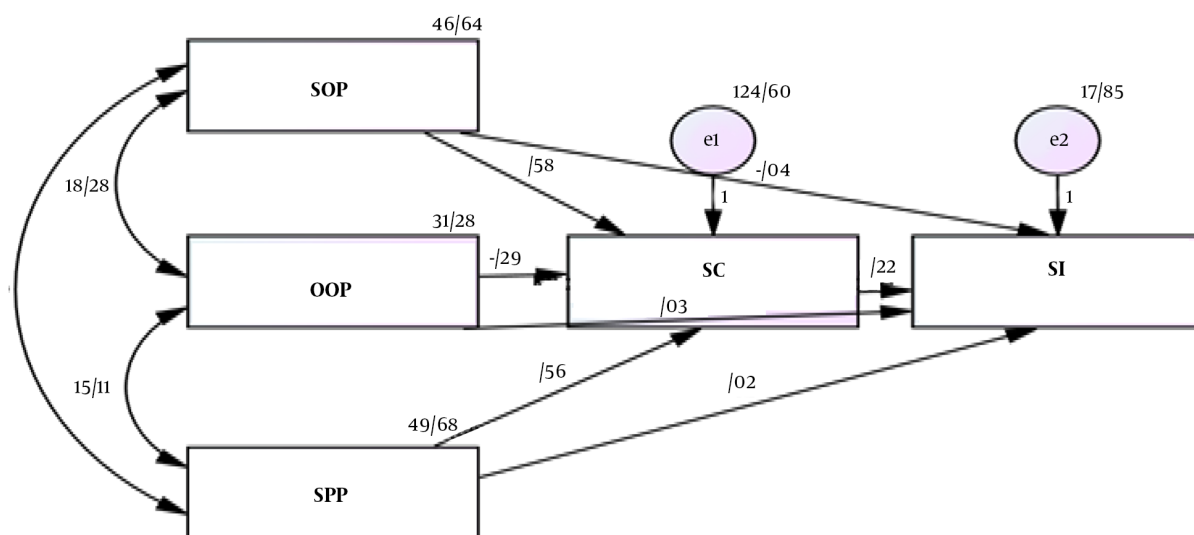 46/64
SOP
124/60
17/85
e1
e2
/58
-/04
18/28
1
1
31/28
-/29
SC
/22
SI
OOP
/03
/56
15/11
/02
49/68
SPP